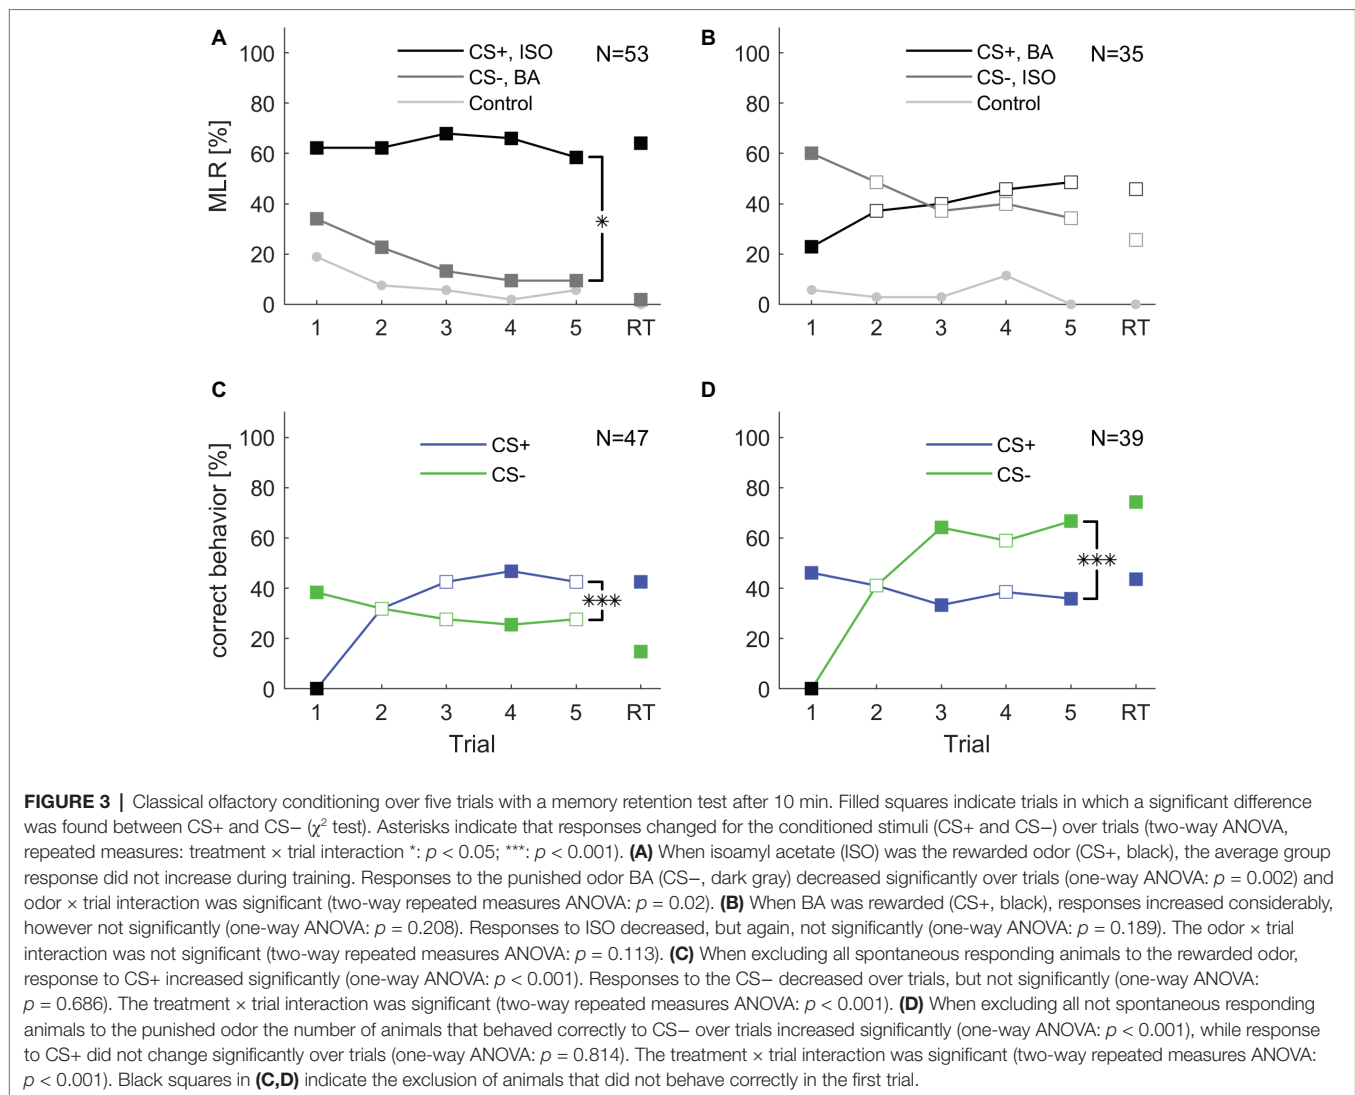 A
100
80
60
40
20
0
MLR [%]
CS+, ISO
CS-, BA
Control
N=53
✳
1 2 3 4 5 RT
B
100
80
60
40
20
0
CS+, BA
CS-, ISO
Control
N=35
1 2 3 4 5 RT
C
100
80
60
40
20
0
correct behavior [%]
CS+
CS-
N=47
✳✳✳
1 2 3 4 5 RT
Trial
D
100
80
60
40
20
0
CS+
CS-
N=39
✳✳✳
1 2 3 4 5 RT
Trial
FIGURE 3 | Classical olfactory conditioning over five trials with a memory retention test after 10 min. Filled squares indicate trials in which a significant difference
was found between CS+ and CS− (χ² test). Asterisks indicate that responses changed for the conditioned stimuli (CS+ and CS−) over trials (two-way ANOVA,
repeated measures: treatment × trial interaction *: p < 0.05; ***: p < 0.001). (A) When isoamyl acetate (ISO) was the rewarded odor (CS+, black), the average group
response did not increase during training. Responses to the punished odor BA (CS−, dark gray) decreased significantly over trials (one-way ANOVA: p = 0.002) and
odor × trial interaction was significant (two-way repeated measures ANOVA: p = 0.02). (B) When BA was rewarded (CS+, black), responses increased considerably,
however not significantly (one-way ANOVA: p = 0.208). Responses to ISO decreased, but again, not significantly (one-way ANOVA: p = 0.189). The odor × trial
interaction was not significant (two-way repeated measures ANOVA: p = 0.113). (C) When excluding all spontaneous responding animals to the rewarded odor,
response to CS+ increased significantly (one-way ANOVA: p < 0.001). Responses to the CS− decreased over trials, but not significantly (one-way ANOVA:
p = 0.686). The treatment × trial interaction was significant (two-way repeated measures ANOVA: p < 0.001). (D) When excluding all not spontaneous responding
animals to the punished odor the number of animals that behaved correctly to CS− over trials increased significantly (one-way ANOVA: p < 0.001), while response
to CS+ did not change significantly over trials (one-way ANOVA: p = 0.814). The treatment × trial interaction was significant (two-way repeated measures ANOVA:
p < 0.001). Black squares in (C,D) indicate the exclusion of animals that did not behave correctly in the first trial.